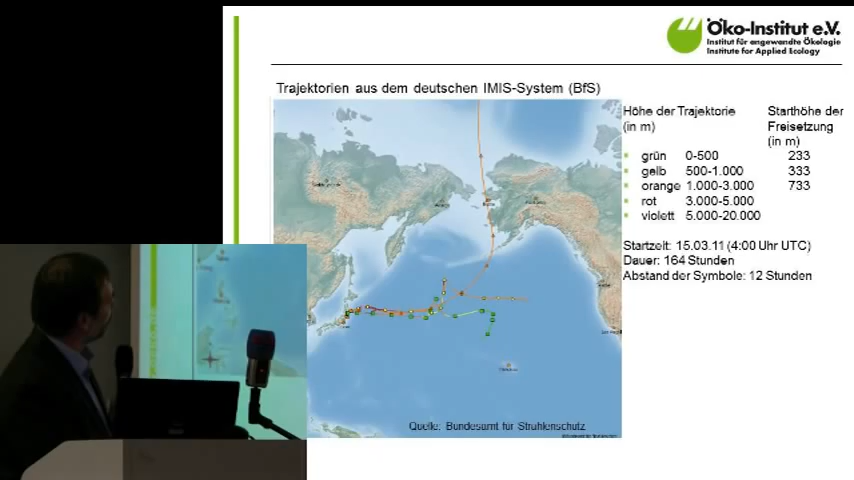 Öko-Institut e.V.
Institut für angewandte Ökologie
Institute for Applied Ecology
Trajektorien aus dem deutschen IMIS-System (BfS)
Höhe der Trajektorie
(in m)
Starthöhe der
Freisetzung
(in m)
grün 0-500 233
gelb 500-1.000 333
orange 1.000-3.000 733
rot 3.000-5.000
violett 5.000-20.000
Startzeit: 15.03.11 (4:00 Uhr UTC)
Dauer: 164 Stunden
Abstand der Symbole: 12 Stunden
Quelle: Bundesamt für Strahlenschutz